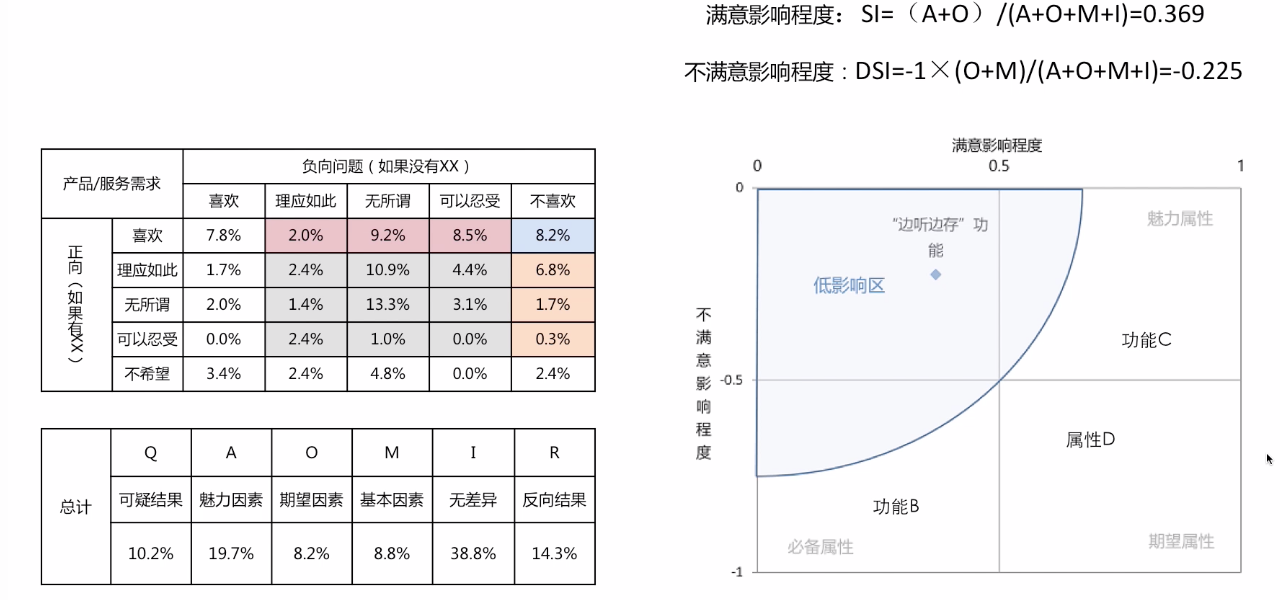 满意影响程度： SI=（A+O）/(A+O+M+I)=0.369
不满意影响程度：DSI=-1×(O+M)/(A+O+M+I)=-0.225
产品/服务需求
负向问题（如果没有XX）
喜欢 理应如此 无所谓 可以忍受 不喜欢
正向（如果有XX）
喜欢 7.8% 2.0% 9.2% 8.5% 8.2%
理应如此 1.7% 2.4% 10.9% 4.4% 6.8%
无所谓 2.0% 1.4% 13.3% 3.1% 1.7%
可以忍受 0.0% 2.4% 1.0% 0.0% 0.3%
不希望 3.4% 2.4% 4.8% 0.0% 2.4%
总计
Q A O M I R
可疑结果 魅力因素 期望因素 基本因素 无差异 反向结果
10.2% 19.7% 8.2% 8.8% 38.8% 14.3%
满意影响程度
0 0.5 1
0
-0.5
-1
不满意影响程度
魅力属性
“边听边存”功
能
低影响区
功能C
属性D
功能B
必备属性
期望属性